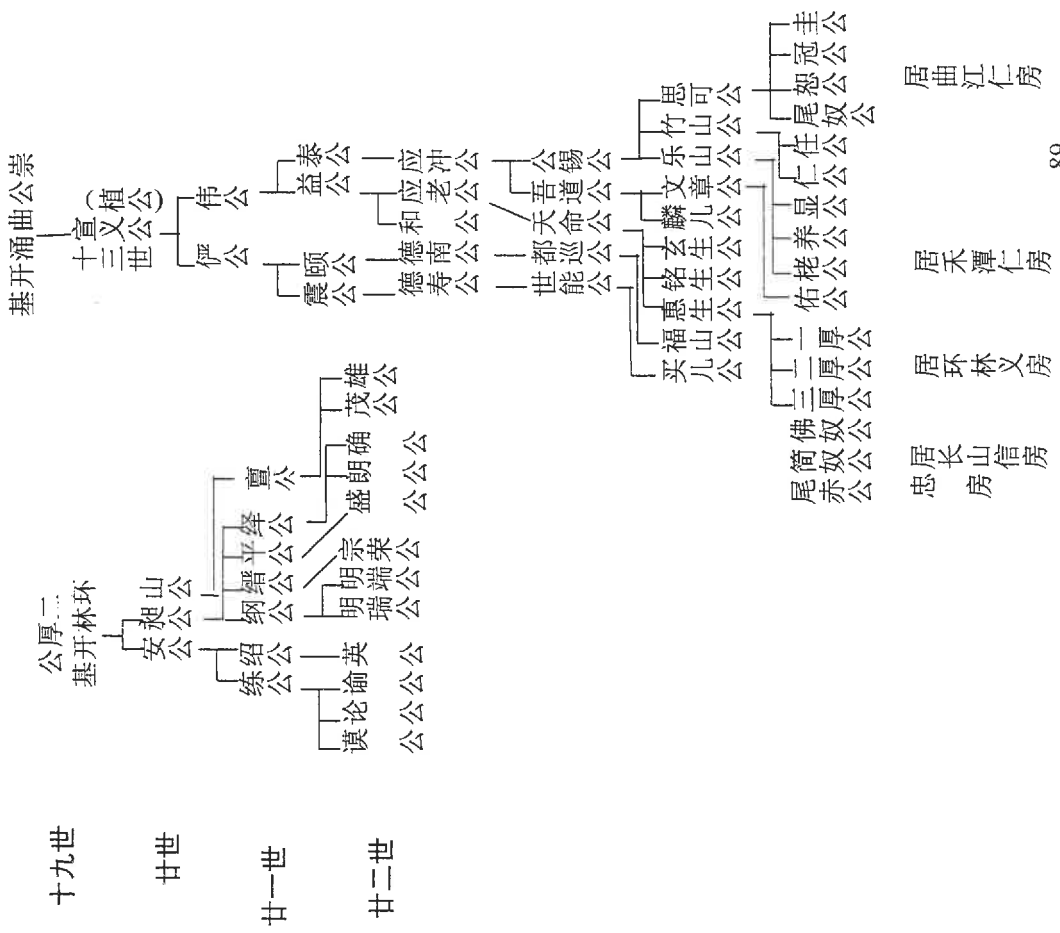 崇公曲涌开基
十三世
宣义公
(植公)
伟公
俨公
泰公
益公
颐公
震公
应冲公
应老公
和公
德南公
德寿公
公锡公
吾道公
天命公
都巡公
世能公
思可公
竹山公
乐山公
文章公
麟儿公
玄生公
铭生公
惠生公
福山公
买儿公
圭公
冠公
恕公
尾奴公
任公
仁公
显公
养公
栳公
佑公
一厚公
二厚公
三厚公
佛奴公
简奴公
尾赤公
居曲江仁房
居禾潭仁房
居环林义房
居长山信房
忠房
89
二厚公
环林开基
十九世
廿世
廿一世
廿二世
山公
昶公
安公
亶公
绎公
平公
缙公
纲公
绍公
练公
雄公
茂公
确公
朗公
盛公
宗荣公
明端公
明瑞公
英公
谕公
论公
谟公